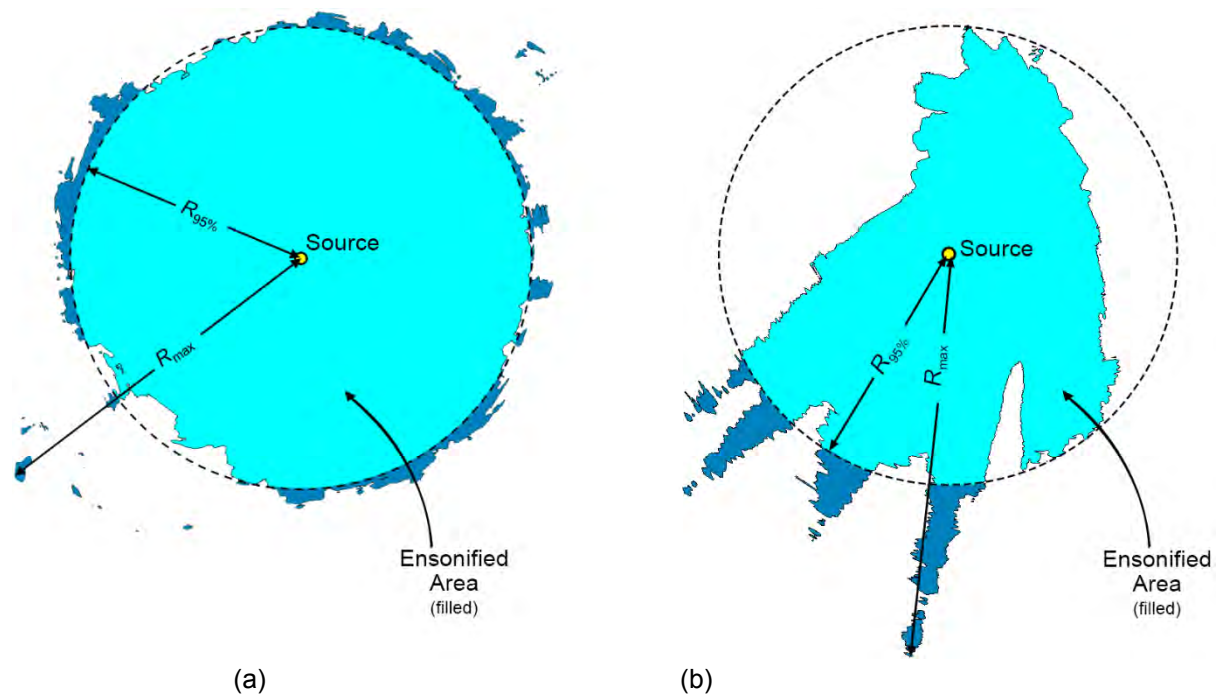 R95%
Source
Rmax
Ensonified
Area
(filled)
(a)
Source
R95%
Rmax
Ensonified
Area
(filled)
(b)